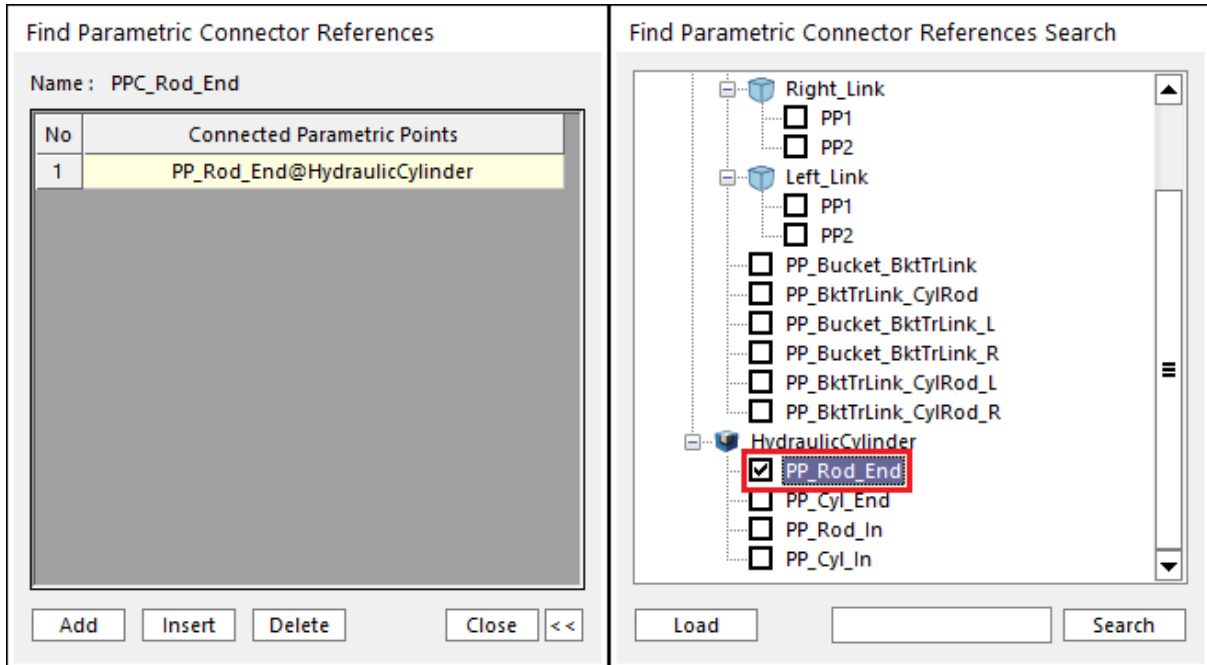 Find Parametric Connector References
Name : PPC_Rod_End
No Connected Parametric Points
1 PP_Rod_End@HydraulicCylinder
Add Insert Delete Close <<
Find Parametric Connector References Search
Right_Link
PP1
PP2
Left_Link
PP1
PP2
PP_Bucket_BktTrLink
PP_BktTrLink_CylRod
PP_Bucket_BktTrLink_L
PP_Bucket_BktTrLink_R
PP_BktTrLink_CylRod_L
PP_BktTrLink_CylRod_R
HydraulicCylinder
PP_Rod_End
PP_Cyl_End
PP_Rod_In
PP_Cyl_In
Load Search